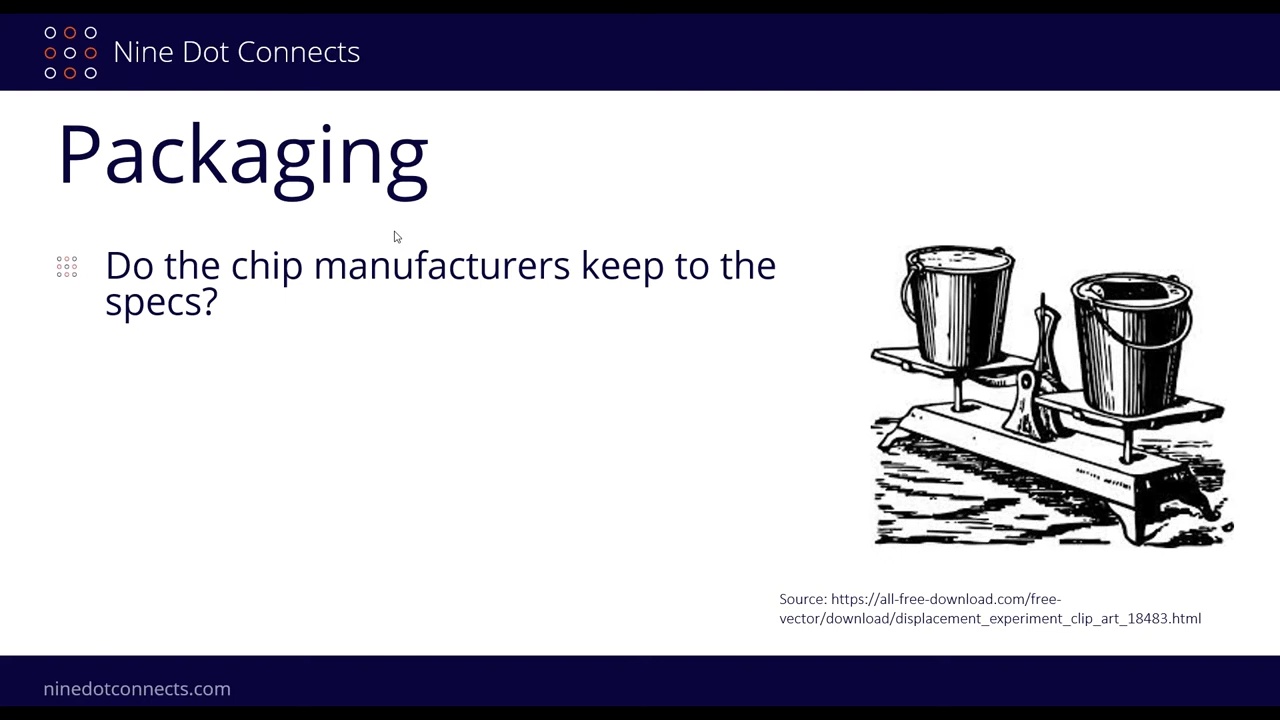 Nine Dot Connects
Packaging
Do the chip manufacturers keep to the
specs?
Source: https://all-free-download.com/free-
vector/download/displacement_experiment_clip_art_18483.html
ninedotconnects.com